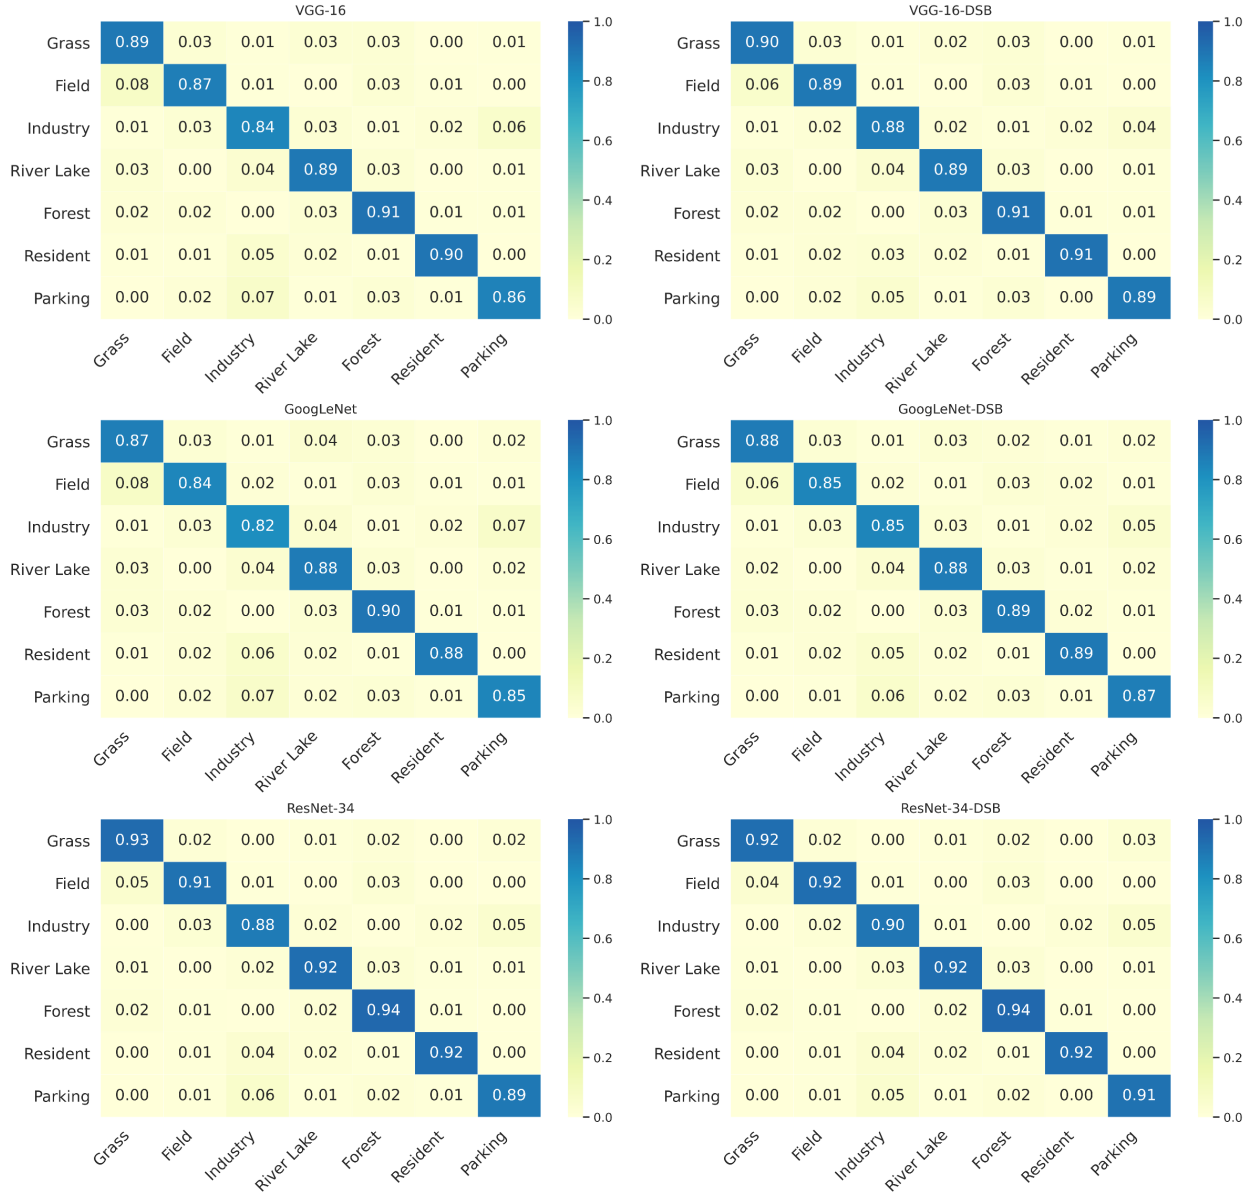 VGG-16
Grass 0.89 0.03 0.01 0.03 0.03 0.00 0.01 1.0
Field 0.08 0.87 0.01 0.00 0.03 0.01 0.00 0.8
Industry 0.01 0.03 0.84 0.03 0.01 0.02 0.06 0.6
River Lake 0.03 0.00 0.04 0.89 0.03 0.00 0.01
Forest 0.02 0.02 0.00 0.03 0.91 0.01 0.01 0.4
Resident 0.01 0.01 0.05 0.02 0.01 0.90 0.00 0.2
Parking 0.00 0.02 0.07 0.01 0.03 0.01 0.86 0.0
Grass Field Industry River Lake Forest Resident Parking
VGG-16-DSB
Grass 0.90 0.03 0.01 0.02 0.03 0.00 0.01 1.0
Field 0.06 0.89 0.01 0.00 0.03 0.01 0.00 0.8
Industry 0.01 0.02 0.88 0.02 0.01 0.02 0.04 0.6
River Lake 0.03 0.00 0.04 0.89 0.03 0.00 0.01
Forest 0.02 0.02 0.00 0.03 0.91 0.01 0.01 0.4
Resident 0.01 0.02 0.03 0.02 0.01 0.91 0.00 0.2
Parking 0.00 0.02 0.05 0.01 0.03 0.00 0.89 0.0
Grass Field Industry River Lake Forest Resident Parking
GoogLeNet
Grass 0.87 0.03 0.01 0.04 0.03 0.00 0.02 1.0
Field 0.08 0.84 0.02 0.01 0.03 0.01 0.01 0.8
Industry 0.01 0.03 0.82 0.04 0.01 0.02 0.07 0.6
River Lake 0.03 0.00 0.04 0.88 0.03 0.00 0.02
Forest 0.03 0.02 0.00 0.03 0.90 0.01 0.01 0.4
Resident 0.01 0.02 0.06 0.02 0.01 0.88 0.00 0.2
Parking 0.00 0.02 0.07 0.02 0.03 0.01 0.85 0.0
Grass Field Industry River Lake Forest Resident Parking
GoogLeNet-DSB
Grass 0.88 0.03 0.01 0.03 0.02 0.01 0.02 1.0
Field 0.06 0.85 0.02 0.01 0.03 0.01 0.01 0.8
Industry 0.01 0.03 0.85 0.03 0.01 0.02 0.05 0.6
River Lake 0.02 0.00 0.04 0.88 0.03 0.01 0.02
Forest 0.03 0.02 0.00 0.03 0.89 0.02 0.01 0.4
Resident 0.01 0.02 0.05 0.02 0.01 0.89 0.00 0.2
Parking 0.00 0.01 0.06 0.02 0.03 0.01 0.87 0.0
Grass Field Industry River Lake Forest Resident Parking
ResNet-34
Grass 0.93 0.02 0.00 0.01 0.02 0.00 0.02 1.0
Field 0.05 0.91 0.01 0.00 0.03 0.00 0.00 0.8
Industry 0.00 0.03 0.88 0.02 0.00 0.02 0.05 0.6
River Lake 0.01 0.00 0.02 0.92 0.03 0.01 0.01
Forest 0.02 0.01 0.00 0.02 0.94 0.01 0.00 0.4
Resident 0.00 0.01 0.04 0.02 0.01 0.92 0.00 0.2
Parking 0.00 0.01 0.06 0.01 0.02 0.01 0.89 0.0
Grass Field Industry River Lake Forest Resident Parking
ResNet-34-DSB
Grass 0.92 0.02 0.00 0.01 0.02 0.00 0.03 1.0
Field 0.04 0.92 0.01 0.00 0.03 0.00 0.00 0.8
Industry 0.00 0.02 0.90 0.01 0.00 0.02 0.05 0.6
River Lake 0.01 0.00 0.03 0.92 0.03 0.00 0.01
Forest 0.02 0.01 0.00 0.02 0.94 0.01 0.00 0.4
Resident 0.00 0.01 0.04 0.02 0.01 0.92 0.00 0.2
Parking 0.00 0.01 0.05 0.01 0.02 0.00 0.91 0.0
Grass Field Industry River Lake Forest Resident Parking